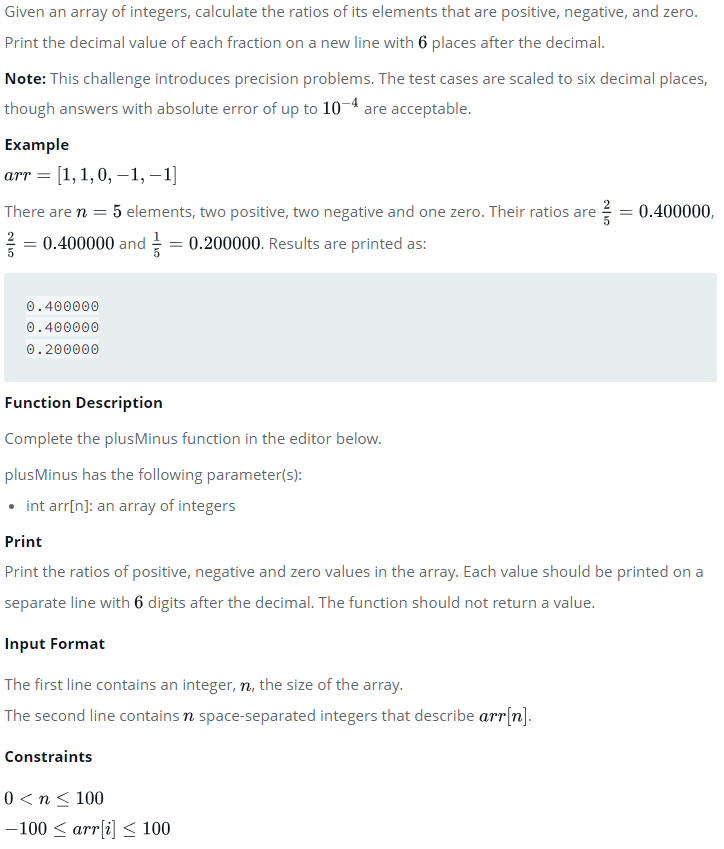 Given an array of integers, calculate the ratios of its elements that are positive, negative, and zero.
Print the decimal value of each fraction on a new line with 6 places after the decimal.
Note: This challenge introduces precision problems. The test cases are scaled to six decimal places,
though answers with absolute error of up to 10⁻⁴ are acceptable.
Example
arr = [1, 1, 0, −1, −1]
There are n = 5 elements, two positive, two negative and one zero. Their ratios are 2/5 = 0.400000,
2/5 = 0.400000 and 1/5 = 0.200000. Results are printed as:
0.400000
0.400000
0.200000
Function Description
Complete the plusMinus function in the editor below.
plusMinus has the following parameter(s):
• int arr[n]: an array of integers
Print
Print the ratios of positive, negative and zero values in the array. Each value should be printed on a
separate line with 6 digits after the decimal. The function should not return a value.
Input Format
The first line contains an integer, n, the size of the array.
The second line contains n space-separated integers that describe arr[n].
Constraints
0 < n ≤ 100
−100 ≤ arr[i] ≤ 100